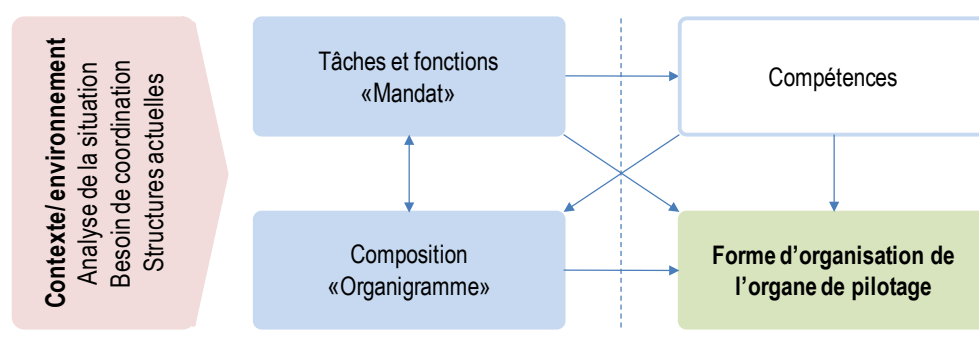 Contexte/ environnement
Analyse de la situation
Besoin de coordination
Structures actuelles
Tâches et fonctions
«Mandat»
Compétences
Composition
«Organigramme»
Forme d’organisation de
l’organe de pilotage